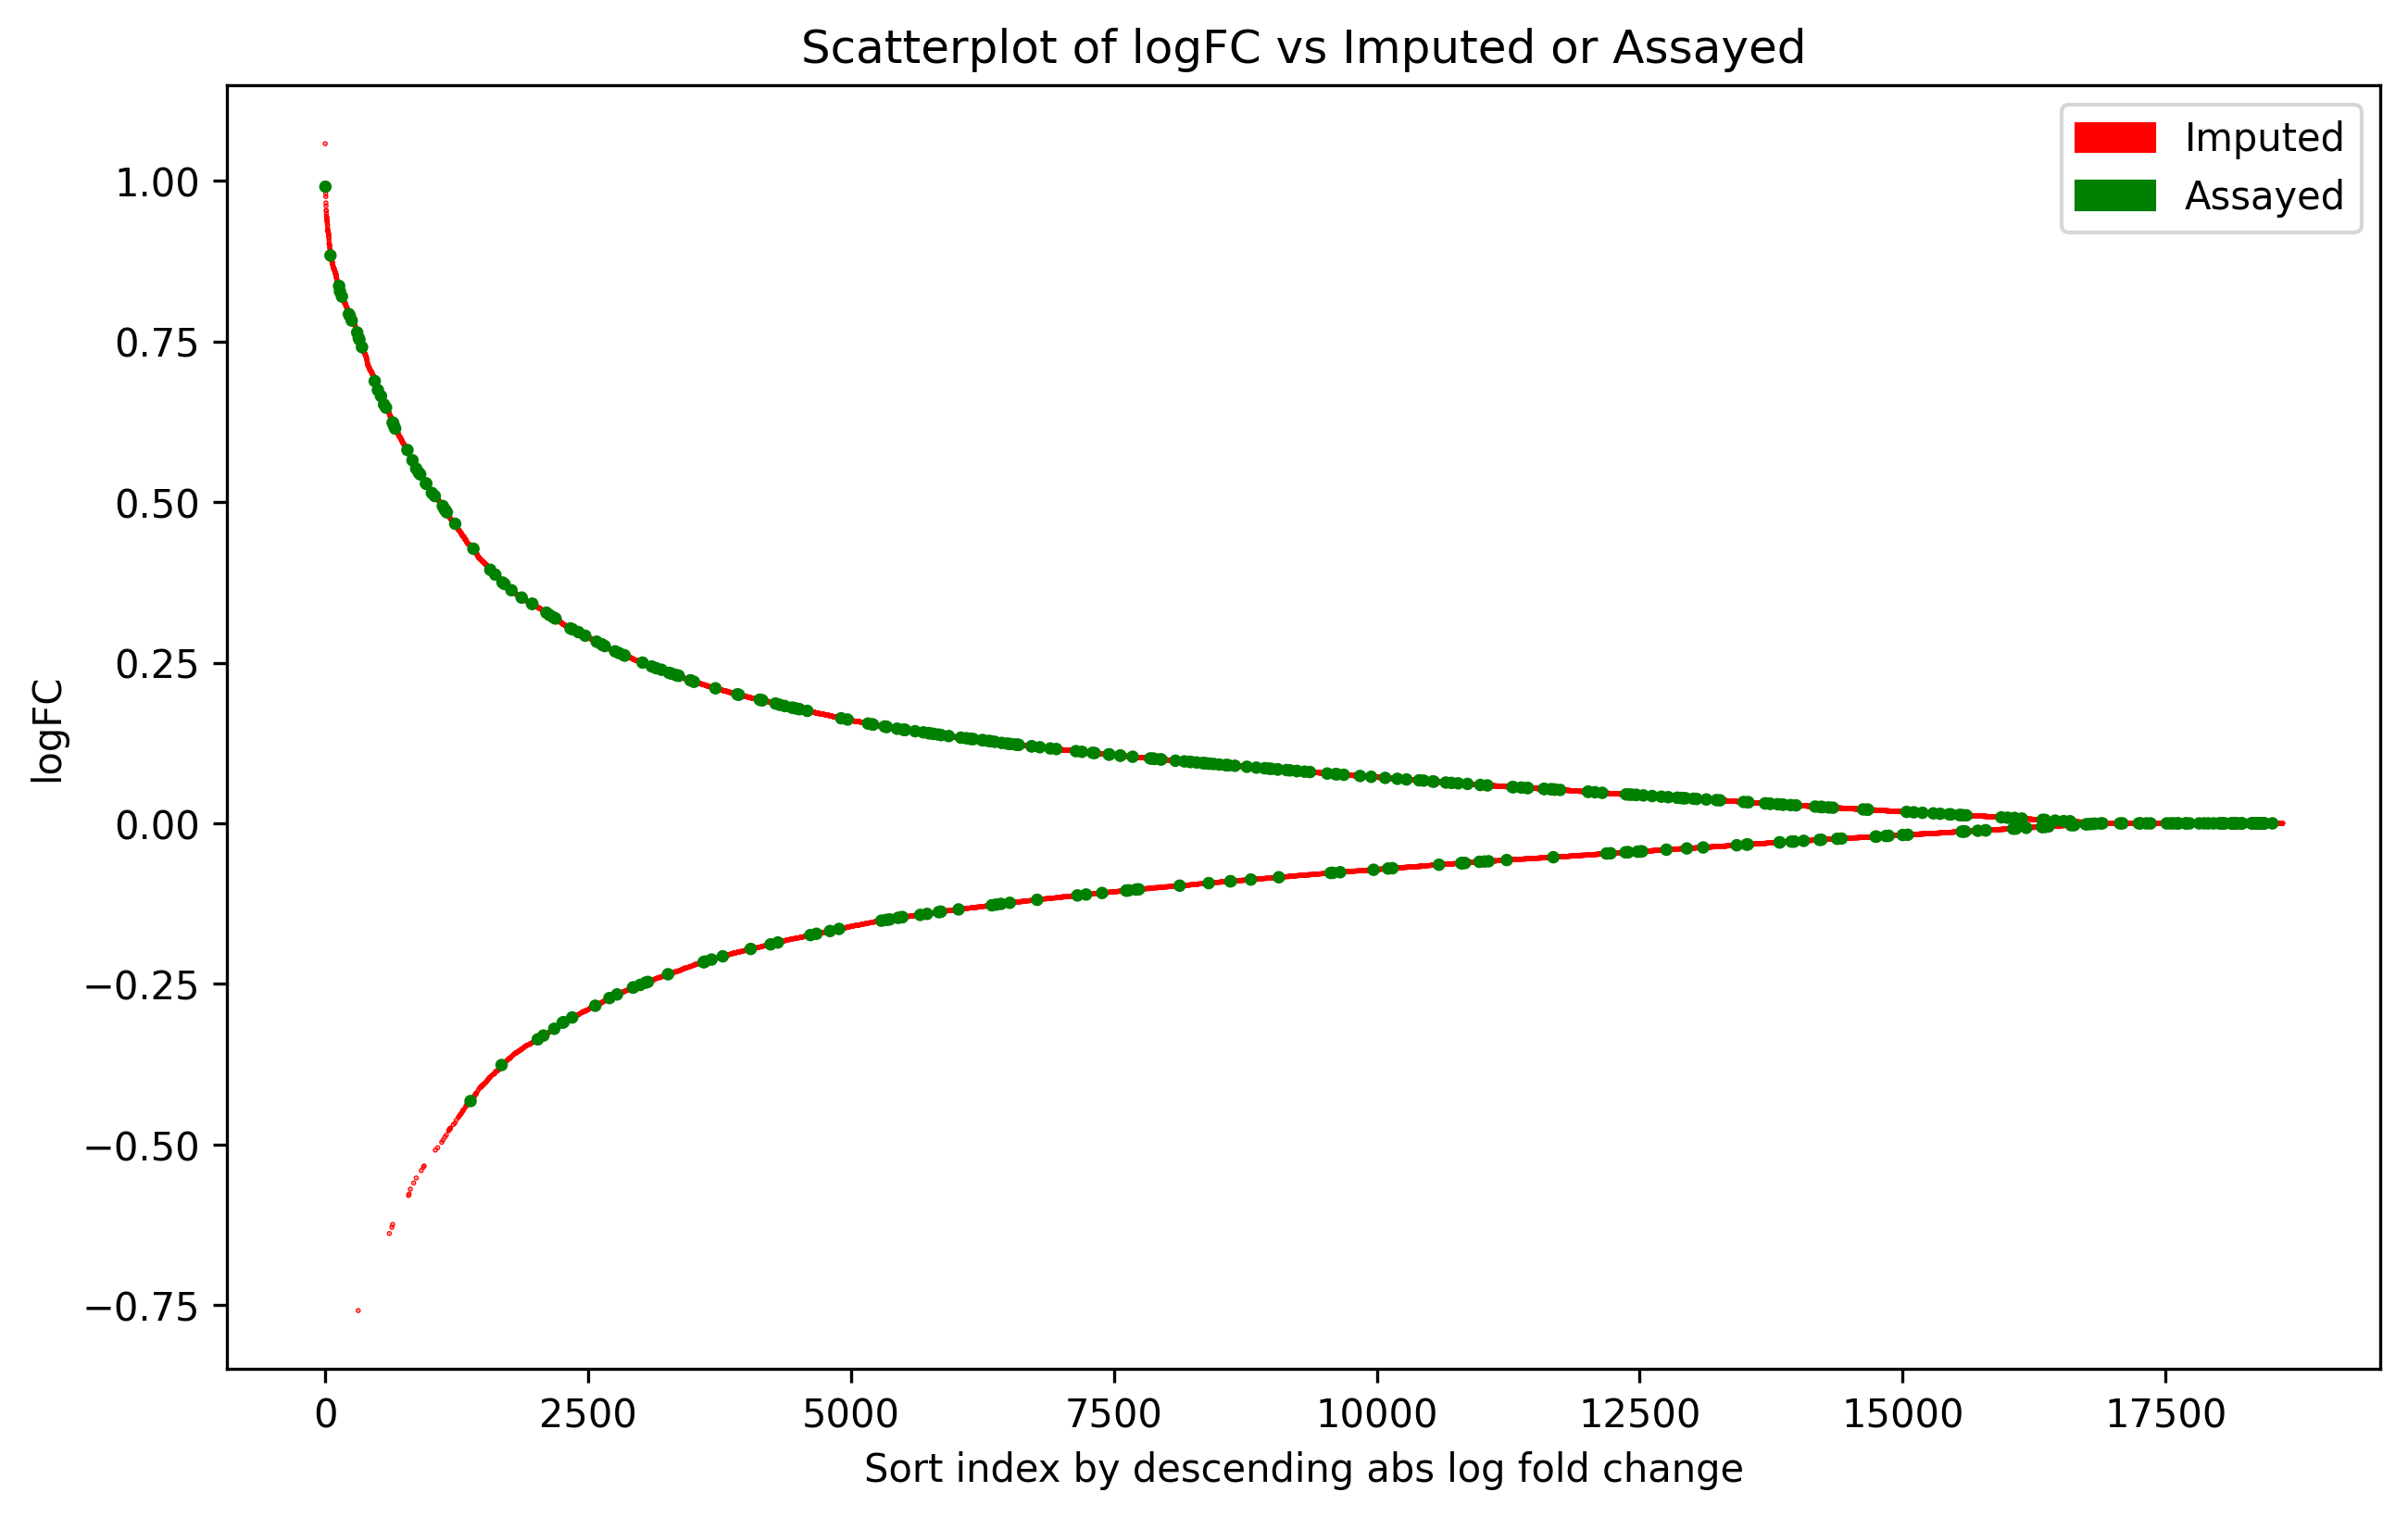 Scatterplot of logFC vs Imputed or Assayed
Imputed
Assayed
1.00
0.75
0.50
0.25
0.00
−0.25
−0.50
−0.75
logFC
0 2500 5000 7500 10000 12500 15000 17500
Sort index by descending abs log fold change